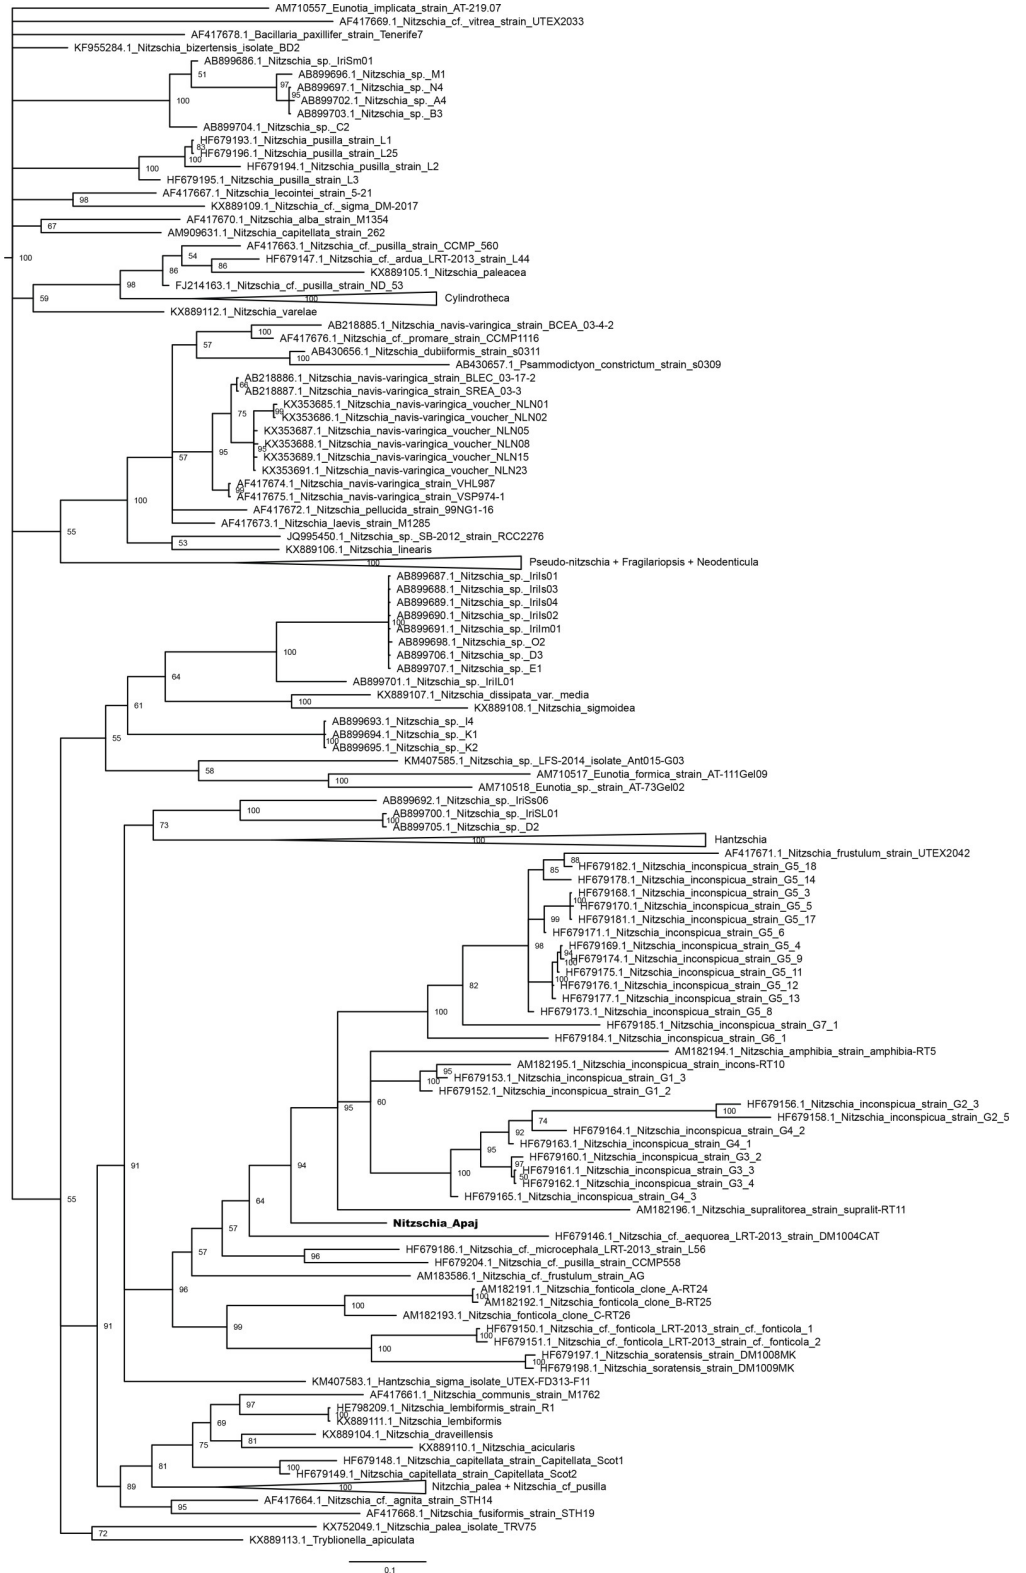 AM710557_Eunotia_implicata_strain_AT-219.07
AF417669.1_Nitzschia_cf._vitrea_strain_UTEX2033
AF417678.1_Bacillaria_paxillifer_strain_Tenerife7
KF955284.1_Nitzschia_bizertensis_isolate_BD2
AB899686.1_Nitzschia_sp._IriSm01
51
AB899696.1_Nitzschia_sp._M1
97
AB899697.1_Nitzschia_sp._N4
95
AB899702.1_Nitzschia_sp._A4
100
AB899703.1_Nitzschia_sp._B3
AB899704.1_Nitzschia_sp._C2
HF679193.1_Nitzschia_pusilla_strain_L1
83
HF679196.1_Nitzschia_pusilla_strain_L25
100
HF679194.1_Nitzschia_pusilla_strain_L2
100
HF679195.1_Nitzschia_pusilla_strain_L3
AF417667.1_Nitzschia_lecointei_strain_5-21
98
KX889109.1_Nitzschia_cf._sigma_DM-2017
AF417670.1_Nitzschia_alba_strain_M1354
67
AM909631.1_Nitzschia_capitellata_strain_262
AF417663.1_Nitzschia_cf._pusilla_strain_CCMP_560
54
100
HF679147.1_Nitzschia_cf._ardua_LRT-2013_strain_L44
86
86
KX889105.1_Nitzschia_paleacea
98
FJ214163.1_Nitzschia_cf._pusilla_strain_ND_53
59
100
Cylindrotheca
KX889112.1_Nitzschia_varelae
AB218885.1_Nitzschia_navis-varingica_strain_BCEA_03-4-2
100
AF417676.1_Nitzschia_cf._promare_strain_CCMP1116
57
AB430656.1_Nitzschia_dubiiformis_strain_s0311
100
AB430657.1_Psammodictyon_constrictum_strain_s0309
AB218886.1_Nitzschia_navis-varingica_strain_BLEC_03-17-2
66
AB218887.1_Nitzschia_navis-varingica_strain_SREA_03-3
KX353685.1_Nitzschia_navis-varingica_voucher_NLN01
75
99
KX353686.1_Nitzschia_navis-varingica_voucher_NLN02
KX353687.1_Nitzschia_navis-varingica_voucher_NLN05
95
KX353688.1_Nitzschia_navis-varingica_voucher_NLN08
95
57
KX353689.1_Nitzschia_navis-varingica_voucher_NLN15
KX353691.1_Nitzschia_navis-varingica_voucher_NLN23
AF417674.1_Nitzschia_navis-varingica_strain_VHL987
99
AF417675.1_Nitzschia_navis-varingica_strain_VSP974-1
100
AF417672.1_Nitzschia_pellucida_strain_99NG1-16
AF417673.1_Nitzschia_laevis_strain_M1285
55
JQ995450.1_Nitzschia_sp._SB-2012_strain_RCC2276
53
KX889106.1_Nitzschia_linearis
100
Pseudo-nitzschia + Fragilariopsis + Neodenticula
AB899687.1_Nitzschia_sp._IriIs01
AB899688.1_Nitzschia_sp._IriIs03
AB899689.1_Nitzschia_sp._IriIs04
AB899690.1_Nitzschia_sp._IriIs02
100
AB899691.1_Nitzschia_sp._IriIm01
AB899698.1_Nitzschia_sp._O2
100
AB899706.1_Nitzschia_sp._D3
AB899707.1_Nitzschia_sp._E1
64
AB899701.1_Nitzschia_sp._IriIL01
KX889107.1_Nitzschia_dissipata_var._media
100
KX889108.1_Nitzschia_sigmoidea
61
AB899693.1_Nitzschia_sp._I4
AB899694.1_Nitzschia_sp._K1
55
100
AB899695.1_Nitzschia_sp._K2
KM407585.1_Nitzschia_sp._LFS-2014_isolate_Ant015-G03
58
AM710517_Eunotia_formica_strain_AT-111Gel09
100
AM710518_Eunotia_sp._strain_AT-73Gel02
AB899692.1_Nitzschia_sp._IriSs06
100
AB899700.1_Nitzschia_sp._IriSL01
100
AB899705.1_Nitzschia_sp._D2
73
100
Hantzschia
AF417671.1_Nitzschia_frustulum_strain_UTEX2042
88
HF679182.1_Nitzschia_inconspicua_strain_G5_18
85
HF679178.1_Nitzschia_inconspicua_strain_G5_14
HF679168.1_Nitzschia_inconspicua_strain_G5_3
100
HF679170.1_Nitzschia_inconspicua_strain_G5_5
99
HF679181.1_Nitzschia_inconspicua_strain_G5_17
HF679171.1_Nitzschia_inconspicua_strain_G5_6
98
HF679169.1_Nitzschia_inconspicua_strain_G5_4
94
HF679174.1_Nitzschia_inconspicua_strain_G5_9
100
HF679175.1_Nitzschia_inconspicua_strain_G5_11
100
82
HF679176.1_Nitzschia_inconspicua_strain_G5_12
HF679177.1_Nitzschia_inconspicua_strain_G5_13
100
HF679173.1_Nitzschia_inconspicua_strain_G5_8
HF679185.1_Nitzschia_inconspicua_strain_G7_1
HF679184.1_Nitzschia_inconspicua_strain_G6_1
AM182194.1_Nitzschia_amphibia_strain_amphibia-RT5
AM182195.1_Nitzschia_inconspicua_strain_incons-RT10
95
HF679153.1_Nitzschia_inconspicua_strain_G1_3
100
HF679152.1_Nitzschia_inconspicua_strain_G1_2
95
60
HF679156.1_Nitzschia_inconspicua_strain_G2_3
100
HF679158.1_Nitzschia_inconspicua_strain_G2_5
74
HF679164.1_Nitzschia_inconspicua_strain_G4_2
92
HF679163.1_Nitzschia_inconspicua_strain_G4_1
95
HF679160.1_Nitzschia_inconspicua_strain_G3_2
97
91
94
HF679161.1_Nitzschia_inconspicua_strain_G3_3
100
50
HF679162.1_Nitzschia_inconspicua_strain_G3_4
HF679165.1_Nitzschia_inconspicua_strain_G4_3
55
64
AM182196.1_Nitzschia_supralitorea_strain_supralit-RT11
Nitzschia_Apaj
57
HF679146.1_Nitzschia_cf._aequorea_LRT-2013_strain_DM1004CAT
HF679186.1_Nitzschia_cf._microcephala_LRT-2013_strain_L56
57
96
HF679204.1_Nitzschia_cf._pusilla_strain_CCMP558
AM183586.1_Nitzschia_cf._frustulum_strain_AG
96
AM182191.1_Nitzschia_fonticola_clone_A-RT24
100
AM182192.1_Nitzschia_fonticola_clone_B-RT25
100
AM182193.1_Nitzschia_fonticola_clone_C-RT26
99
91
HF679150.1_Nitzschia_cf._fonticola_LRT-2013_strain_cf._fonticola_1
100
HF679151.1_Nitzschia_cf._fonticola_LRT-2013_strain_cf._fonticola_2
100
HF679197.1_Nitzschia_soratensis_strain_DM1008MK
100
HF679198.1_Nitzschia_soratensis_strain_DM1009MK
KM407583.1_Hantzschia_sigma_isolate_UTEX-FD313-F11
AF417661.1_Nitzschia_communis_strain_M1762
97
HE798209.1_Nitzschia_lembiformis_strain_R1
100
KX889111.1_Nitzschia_lembiformis
69
KX889104.1_Nitzschia_draveillensis
81
75
KX889110.1_Nitzschia_acicularis
HF679148.1_Nitzschia_capitellata_strain_Capitellata_Scot1
81
100
HF679149.1_Nitzschia_capitellata_strain_Capitellata_Scot2
89
100
Nitzchia_palea + Nitzschia_cf_pusilla
AF417664.1_Nitzschia_cf._agnita_strain_STH14
95
AF417668.1_Nitzschia_fusiformis_strain_STH19
KX752049.1_Nitzschia_palea_isolate_TRV75
72
KX889113.1_Tryblionella_apiculata
0.1